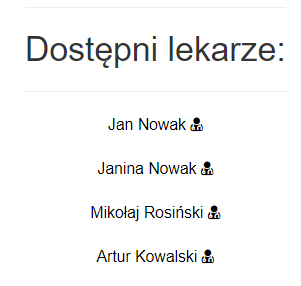 Dostępni lekarze:
Jan Nowak
Janina Nowak
Mikołaj Rosiński
Artur Kowalski